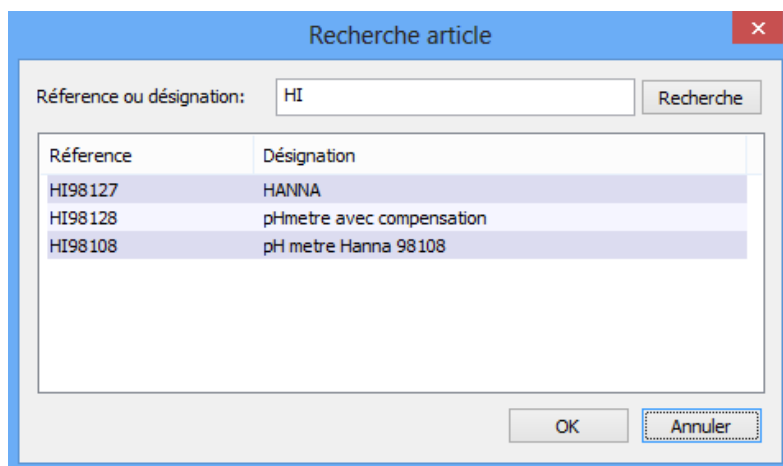 Recherche article
Réference ou désignation: HI Recherche
Réference Désignation
HI98127 HANNA
HI98128 pHmetre avec compensation
HI98108 pH metre Hanna 98108
OK Annuler